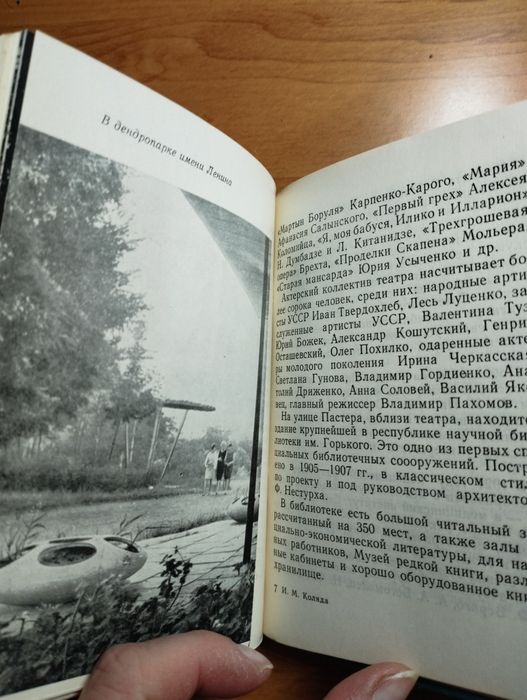 В дендропарке имени Ленина
«Мартын Боруля» Карпенко-Карого, «Мария»
Афанасия Салынского, «Первый грех» Алексея
Коломийца, «Я, моя бабуся, Илико и Илларион»
Н. Думбадзе и Л. Китанидзе, «Трехгрошевая
опера» Брехта, «Проделки Скапена» Мольера,
«Старая мансарда» Юрия Усыченко и др.
Актерский коллектив театра насчитывает бо-
лее сорока человек, среди них: народные арти
сты УССР Иван Твердохлеб, Лесь Луценко, за
служенные артисты УССР, Валентина Туз
Юрий Божек, Александр Кошутский, Генри
Осташевский, Олег Похилко, одаренные акте
ры молодого поколения Ирина Черкасска
Светлана Гунова, Владимир Гордиенко, Ана
толий Дриженко, Анна Соловей, Василий Як
вец, главный режиссер Владимир Пахомов.
На улице Пастера, вблизи театра, находитс
здание крупнейшей в республике научной биб
лиотеки им. Горького. Это одно из первых сп
циальных библиотечных соооружений. Постр
ено в 1905—1907 гг., в классическом стил
по проекту и под руководством архитекто
Ф. Нестурха.
В библиотеке есть большой читальный з
рассчитанный на 350 мест, а также залы
циально-экономической литературы, для на
ных работников, Музей редкой книги, разл
ные кабинеты и хорошо оборудованное кни
хранилище.
7 И. М. Коляда